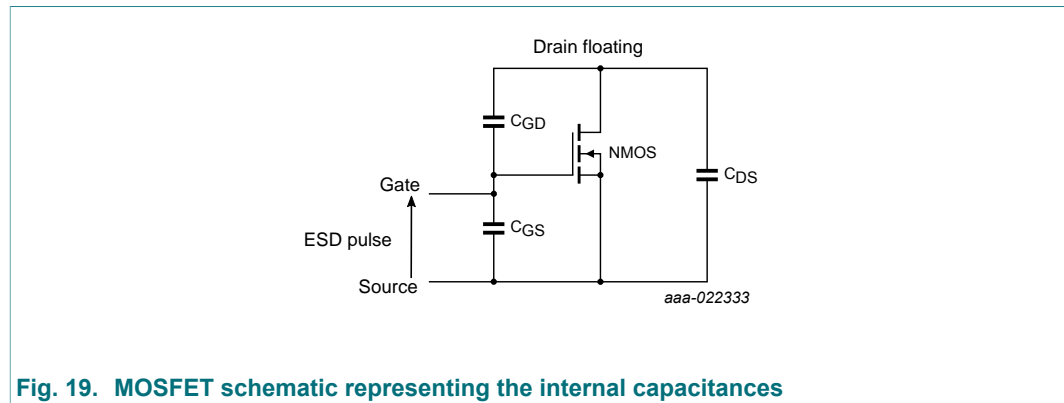 Drain floating
CGD
NMOS
CDS
Gate
CGS
ESD pulse
Source
aaa-022333
Fig. 19. MOSFET schematic representing the internal capacitances